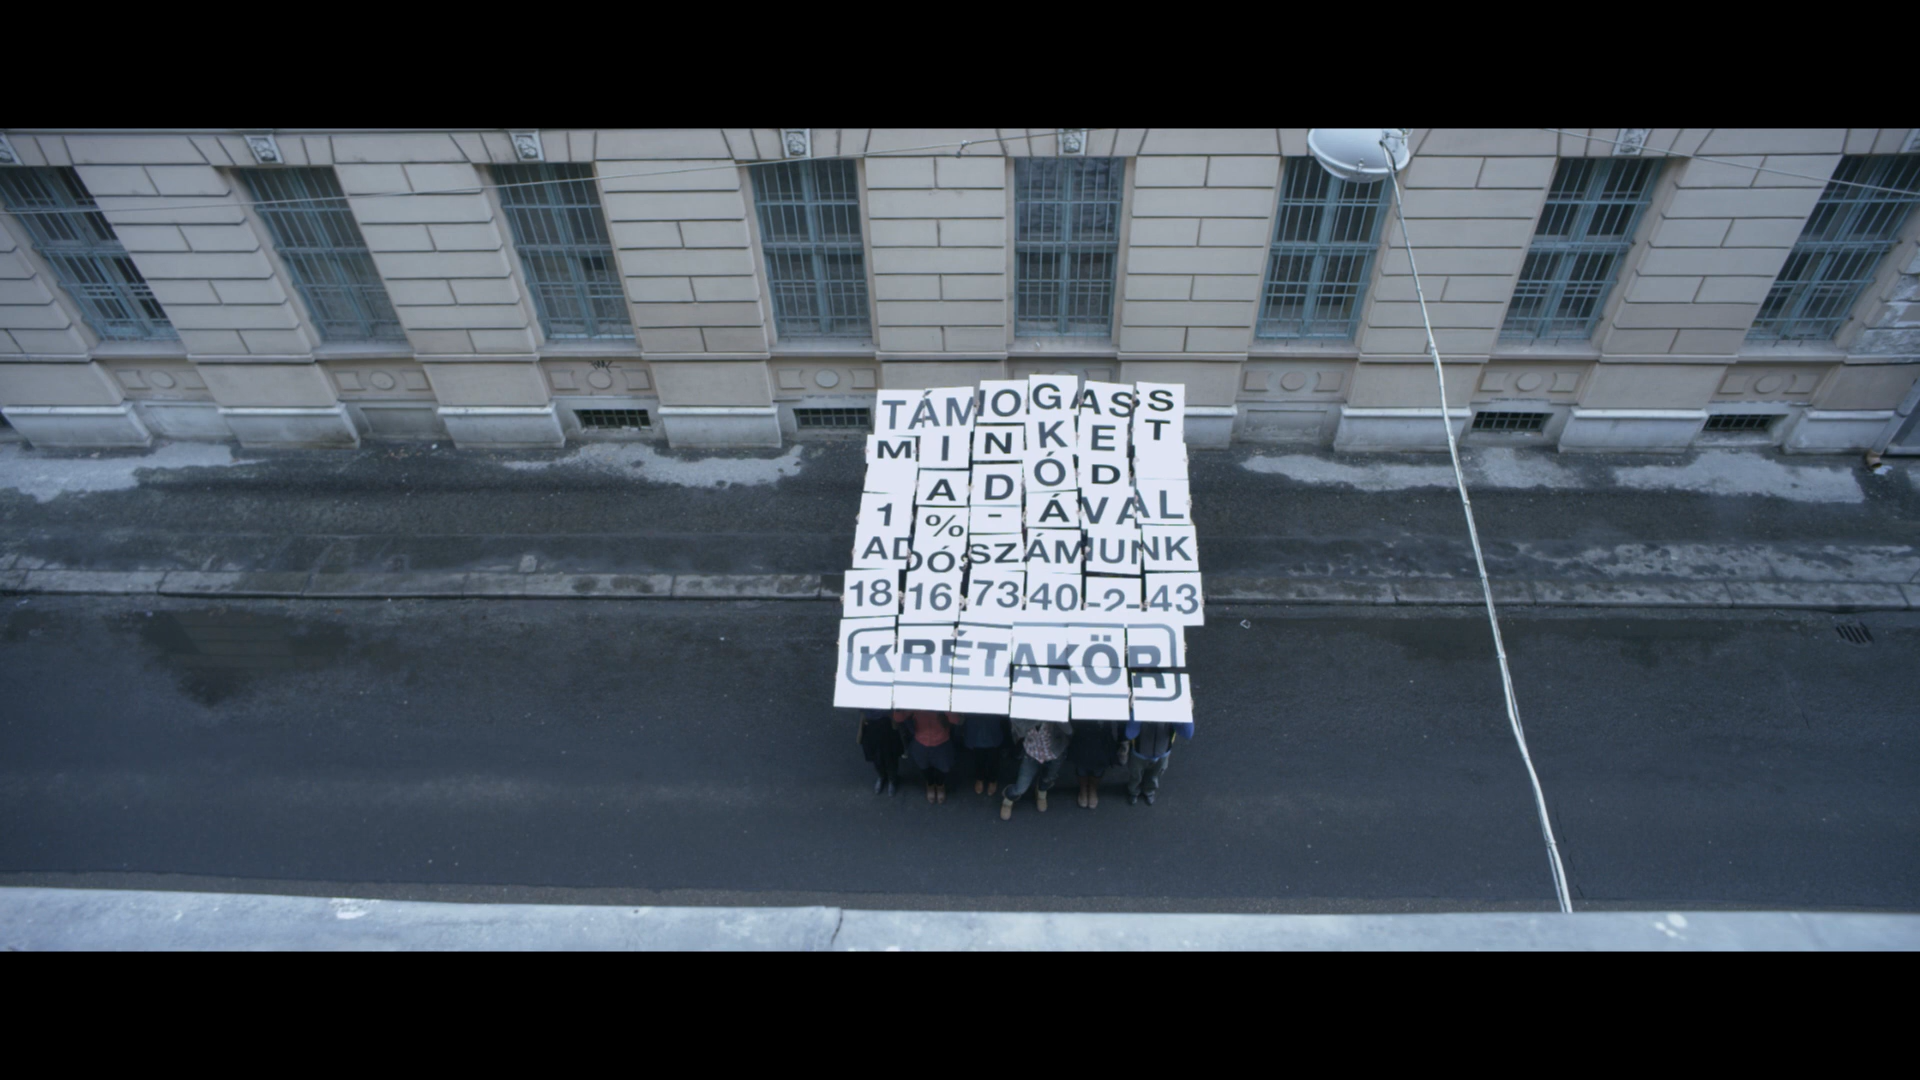 TÁMOGASS
MINKET
ADÓD
1%-ÁVAL
ADÓSZÁMUNK
18167340-2-43
KRÉTAKÖR